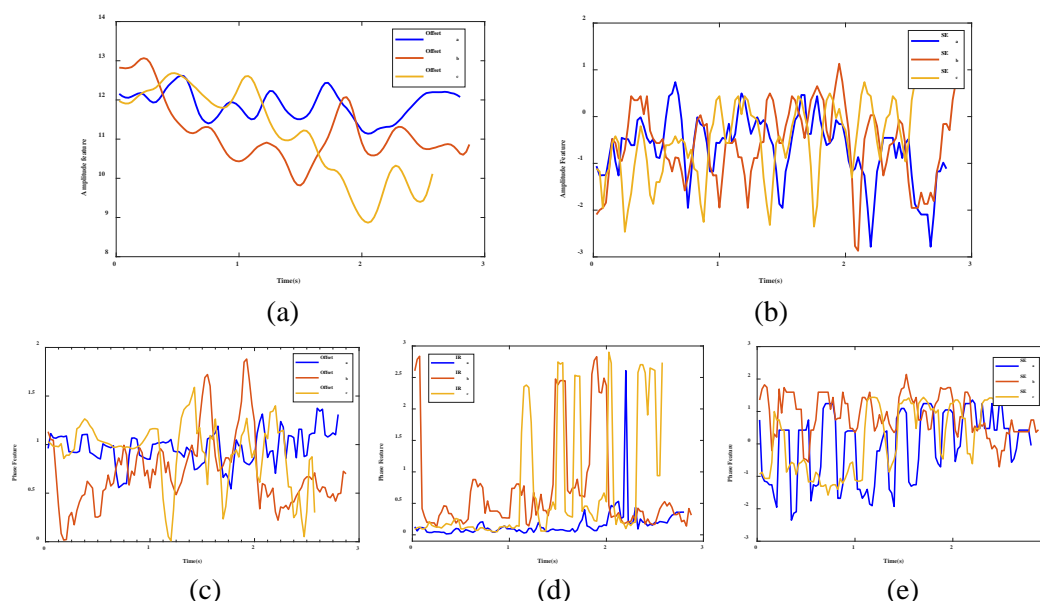 14
13
12
11
10
9
8
0
1
2
3
Amplitude feature
Time(s)
Offset a
Offset b
Offset c
(a)
2
1
-0
-1
-2
-3
0
1
2
3
Amplitude Feature
Time(s)
SE a
SE b
SE c
(b)
2
1.5
1
0.5
0
0
1
2
3
Phase Feature
Time(s)
Offset a
Offset b
Offset c
(c)
3
2.5
2
1.5
1
0.5
0
0
1
2
3
Phase Feature
Time(s)
IR a
IR b
IR c
(d)
3
2
1
0
-1
-3
0
1
2
Phase Feature
Time(s)
SE a
SE b
SE c
(e)